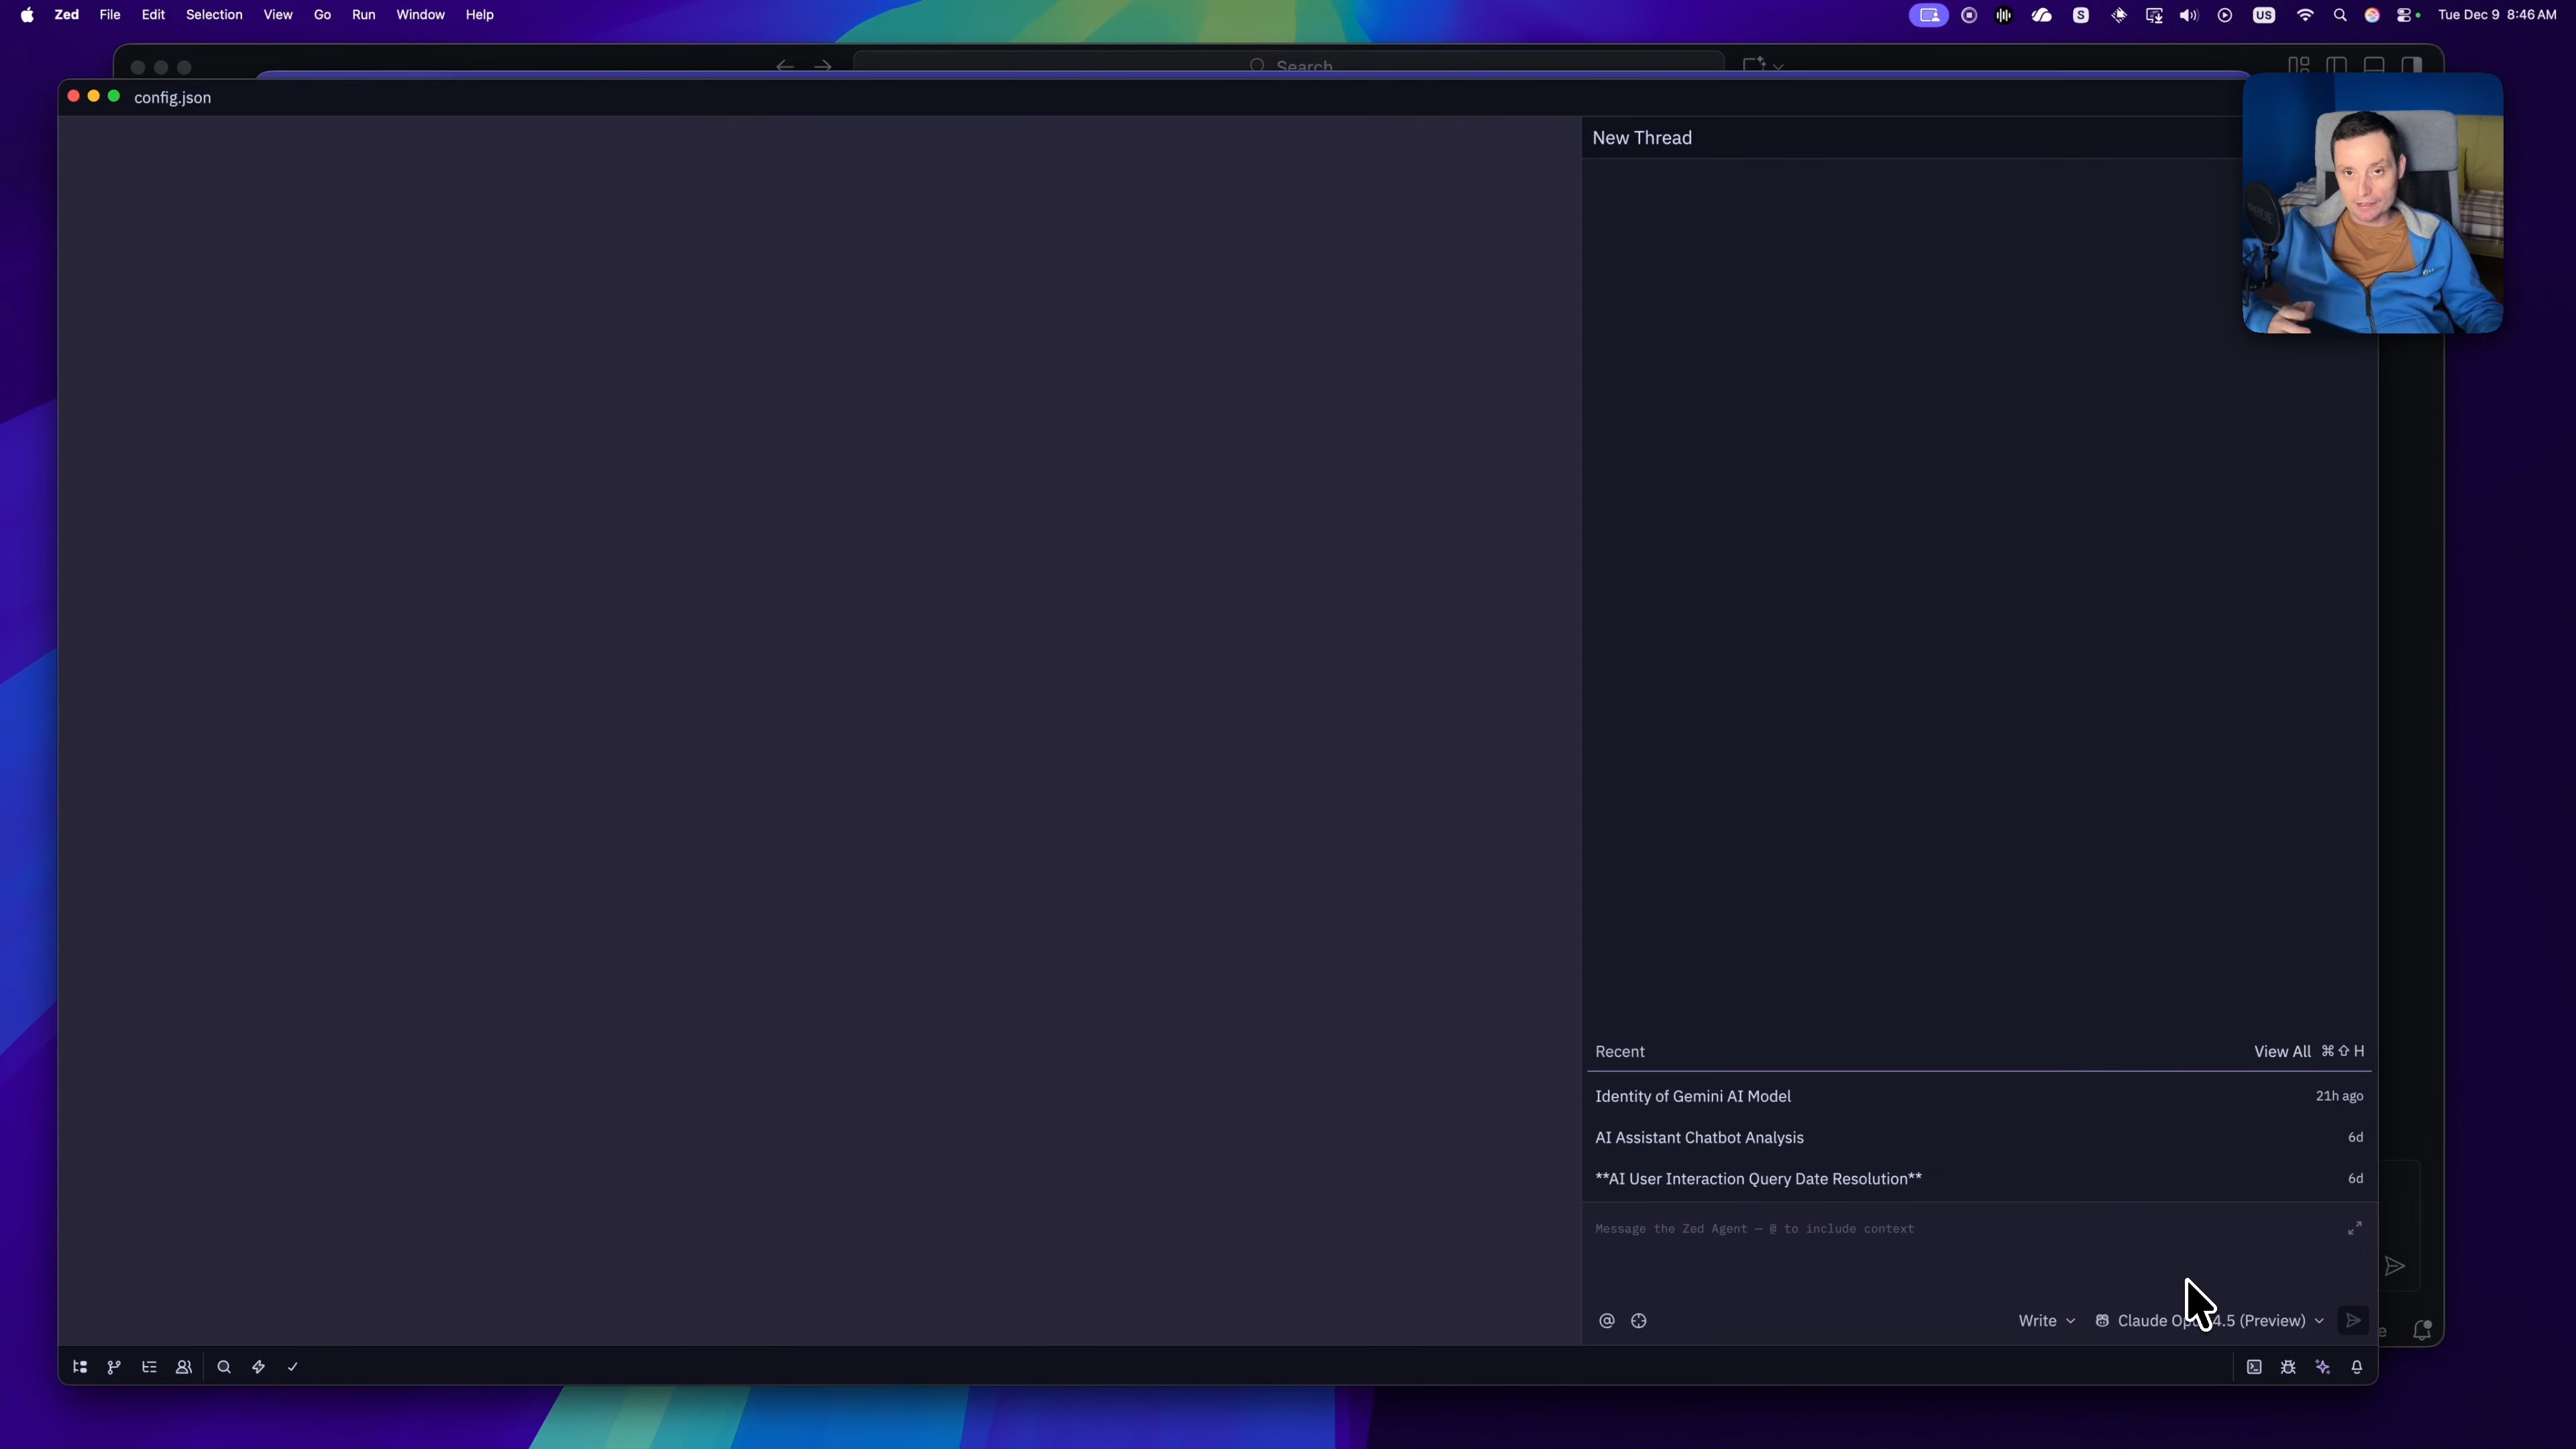 Zed File Edit Selection View Go Run Window Help
S US Tue Dec 9 8:46 AM
Search
config.json
New Thread
Recent View All ⌘⇧H
Identity of Gemini AI Model 21h ago
AI Assistant Chatbot Analysis 6d
**AI User Interaction Query Date Resolution** 6d
Message the Zed Agent — @ to include context
@ Write Claude 4.5 (Preview)